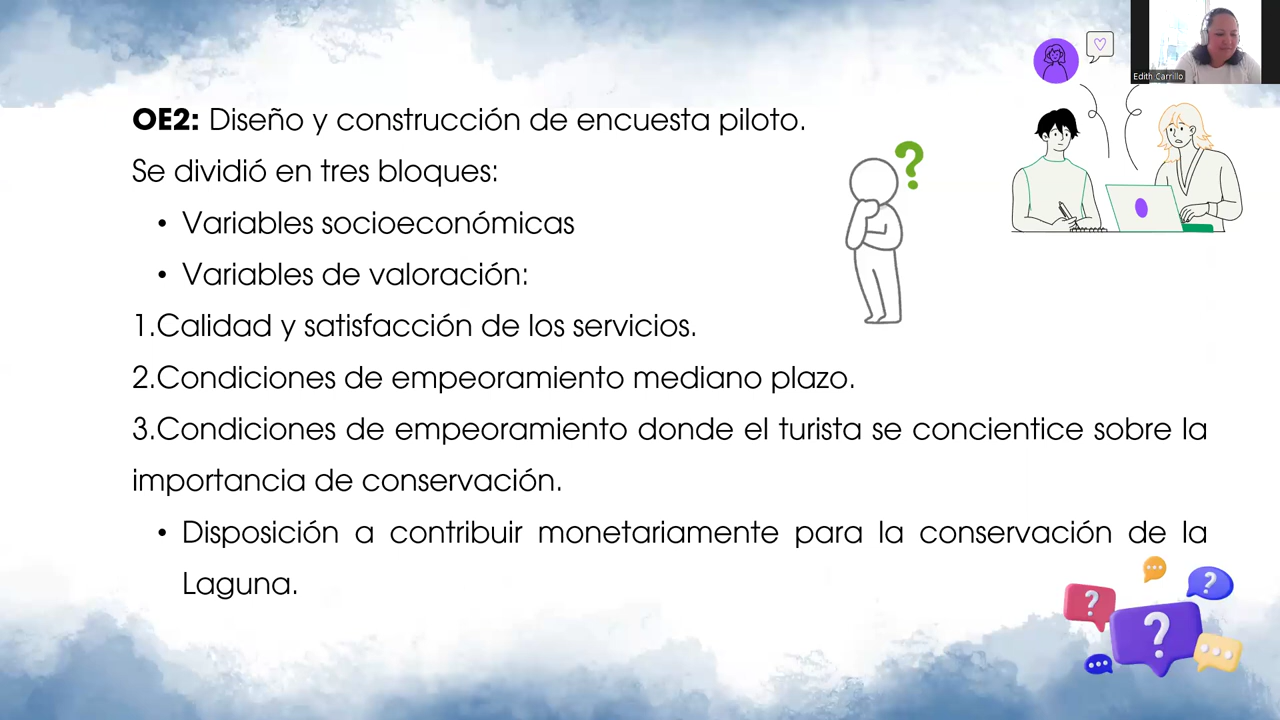 Edith Carrillo
OE2: Diseño y construcción de encuesta piloto.
Se dividió en tres bloques:
• Variables socioeconómicas
• Variables de valoración:
1.Calidad y satisfacción de los servicios.
2.Condiciones de empeoramiento mediano plazo.
3.Condiciones de empeoramiento donde el turista se concientice sobre la
importancia de conservación.
• Disposición a contribuir monetariamente para la conservación de la
Laguna.